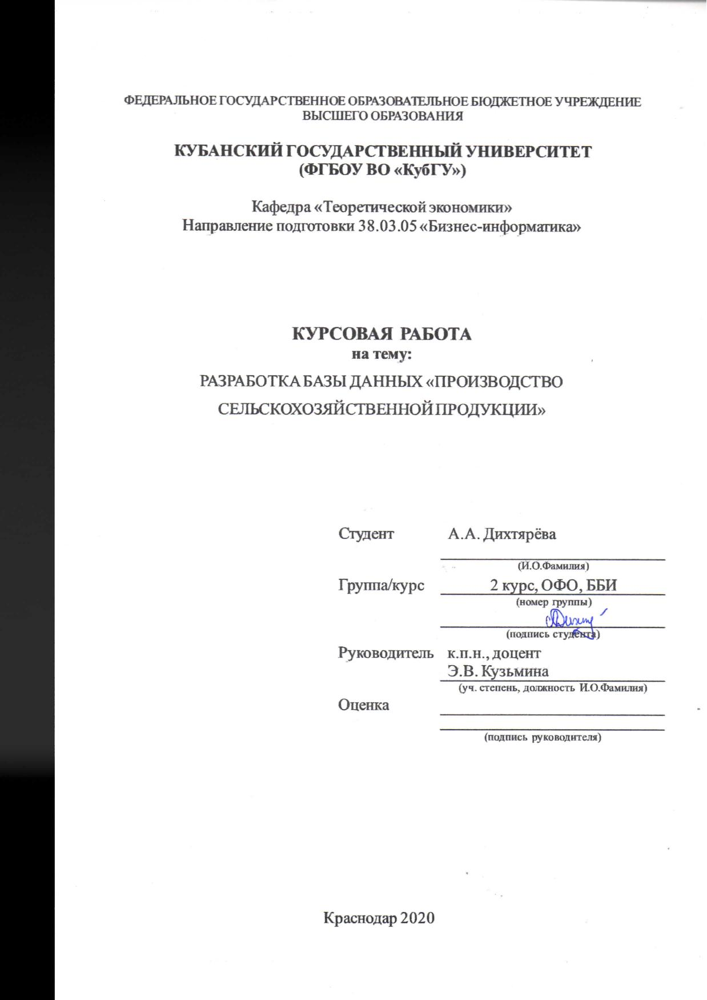 ФЕДЕРАЛЬНОЕ ГОСУДАРСТВЕННОЕ ОБРАЗОВАТЕЛЬНОЕ БЮДЖЕТНОЕ УЧРЕЖДЕНИЕ
ВЫСШЕГО ОБРАЗОВАНИЯ
КУБАНСКИЙ ГОСУДАРСТВЕННЫЙ УНИВЕРСИТЕТ
(ФГБОУ ВО «КубГУ»)
Кафедра «Теоретической экономики»
Направление подготовки 38.03.05 «Бизнес-информатика»
КУРСОВАЯ РАБОТА
на тему:
РАЗРАБОТКА БАЗЫ ДАННЫХ «ПРОИЗВОДСТВО
СЕЛЬСКОХОЗЯЙСТВЕННОЙ ПРОДУКЦИИ»
Студент А.А. Дихтярёва
(И.О.Фамилия)
Группа/курс 2 курс, ОФО, ББИ
(номер группы)
(подпись студента)
Руководитель к.п.н., доцент
Э.В. Кузьмина
(уч. степень, должность И.О.Фамилия)
Оценка
(подпись руководителя)
Краснодар 2020